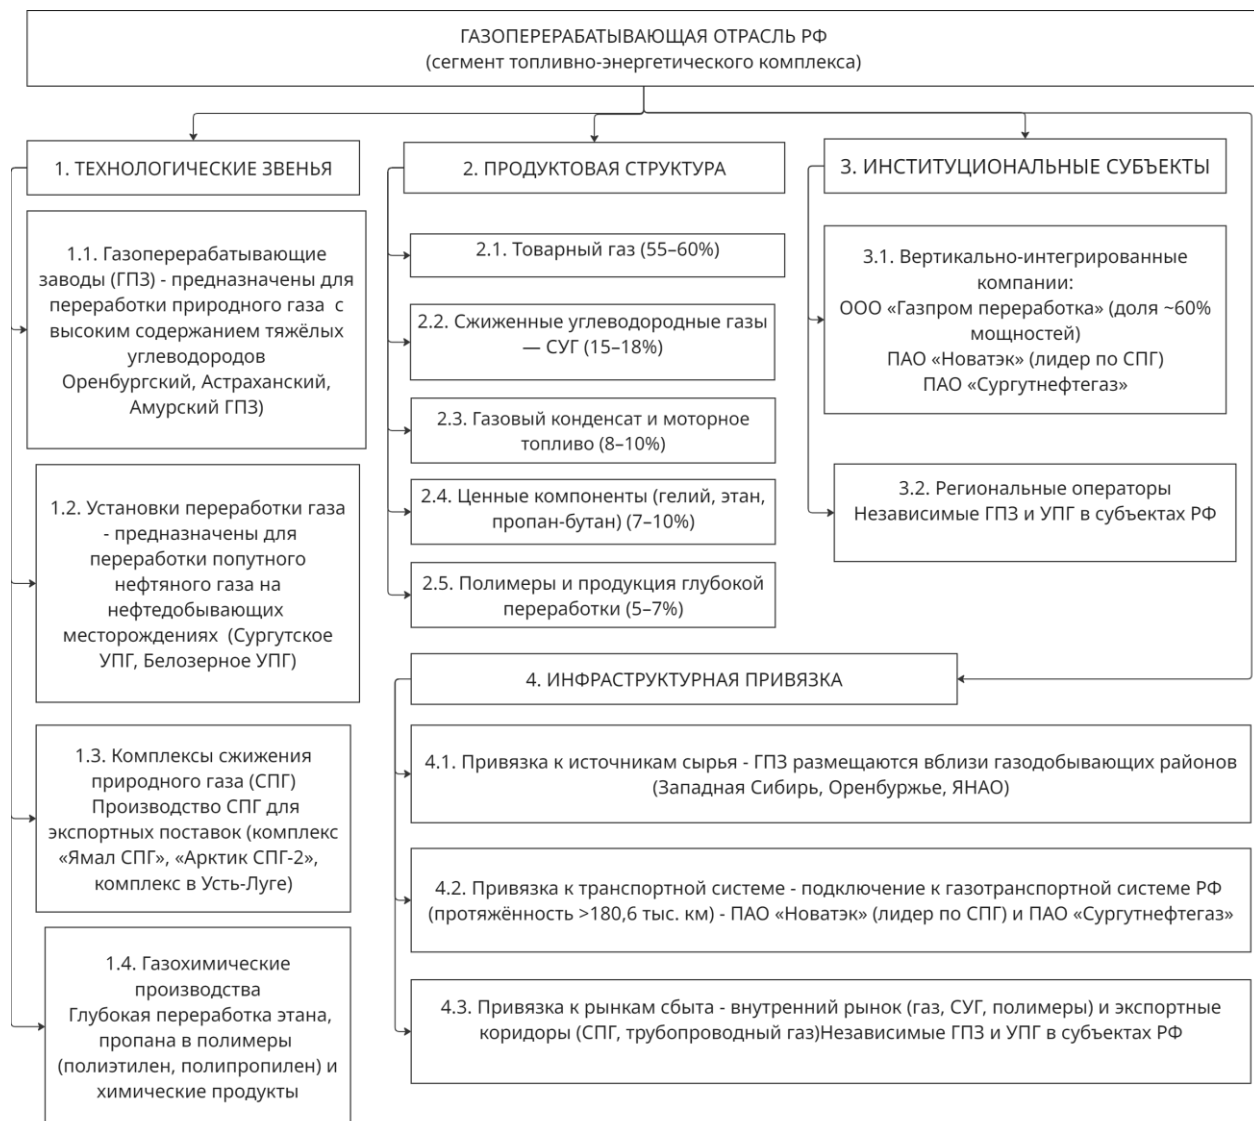 ГАЗОПЕРЕРАБАТЫВАЮЩАЯ ОТРАСЛЬ РФ
(сегмент топливно-энергетического комплекса)
1. ТЕХНОЛОГИЧЕСКИЕ ЗВЕНЬЯ
1.1. Газоперерабатывающие
заводы (ГПЗ) - предназначены для
переработки природного газа с
высоким содержанием тяжёлых
углеводородов
Оренбургский, Астраханский,
Амурский ГПЗ)
1.2. Установки переработки газа
- предназначены для
переработки попутного
нефтяного газа на
нефтедобывающих
месторождениях (Сургутское
УПГ, Белозерное УПГ)
1.3. Комплексы сжижения
природного газа (СПГ)
Производство СПГ для
экспортных поставок (комплекс
«Ямал СПГ», «Арктик СПГ-2»,
комплекс в Усть-Луге)
1.4. Газохимические
производства
Глубокая переработка этана,
пропана в полимеры
(полиэтилен, полипропилен) и
химические продукты
2. ПРОДУКТОВАЯ СТРУКТУРА
2.1. Товарный газ (55–60%)
2.2. Сжиженные углеводородные газы
— СУГ (15–18%)
2.3. Газовый конденсат и моторное
топливо (8–10%)
2.4. Ценные компоненты (гелий, этан,
пропан-бутан) (7–10%)
2.5. Полимеры и продукция глубокой
переработки (5–7%)
3. ИНСТИТУЦИОНАЛЬНЫЕ СУБЪЕКТЫ
3.1. Вертикально-интегрированные
компании:
ООО «Газпром переработка» (доля ~60%
мощностей)
ПАО «Новатэк» (лидер по СПГ)
ПАО «Сургутнефтегаз»
3.2. Региональные операторы
Независимые ГПЗ и УПГ в субъектах РФ
4. ИНФРАСТРУКТУРНАЯ ПРИВЯЗКА
4.1. Привязка к источникам сырья - ГПЗ размещаются вблизи газодобывающих районов
(Западная Сибирь, Оренбуржье, ЯНАО)
4.2. Привязка к транспортной системе - подключение к газотранспортной системе РФ
(протяжённость >180,6 тыс. км) - ПАО «Новатэк» (лидер по СПГ) и ПАО «Сургутнефтегаз»
4.3. Привязка к рынкам сбыта - внутренний рынок (газ, СУГ, полимеры) и экспортные
коридоры (СПГ, трубопроводный газ)Независимые ГПЗ и УПГ в субъектах РФ